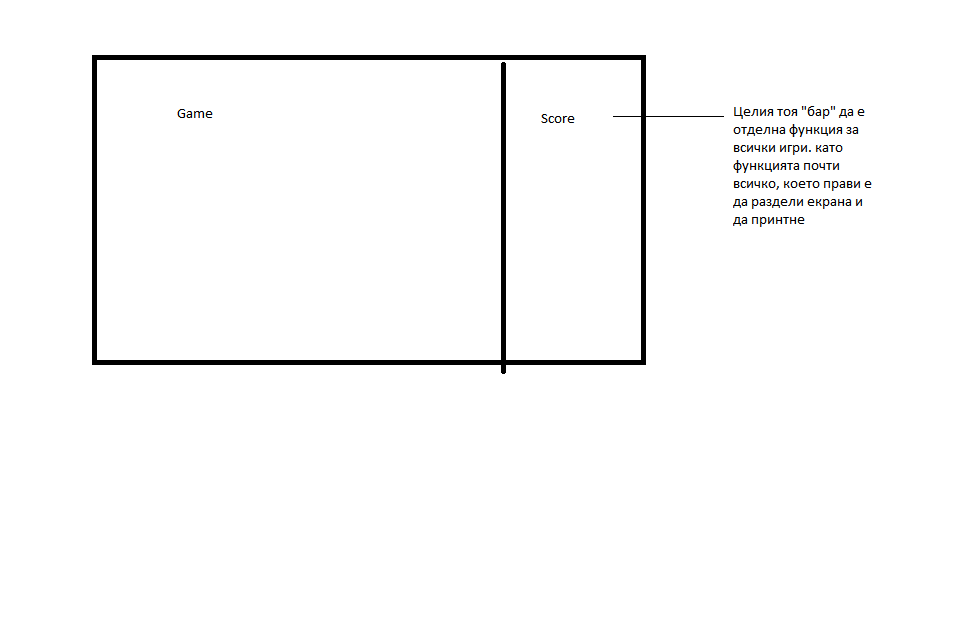 Game
Score
Целия тоя "бар" да е
отделна функция за
всички игри. като
функцията почти
всичко, което прави е
да раздели екрана и
да принтне